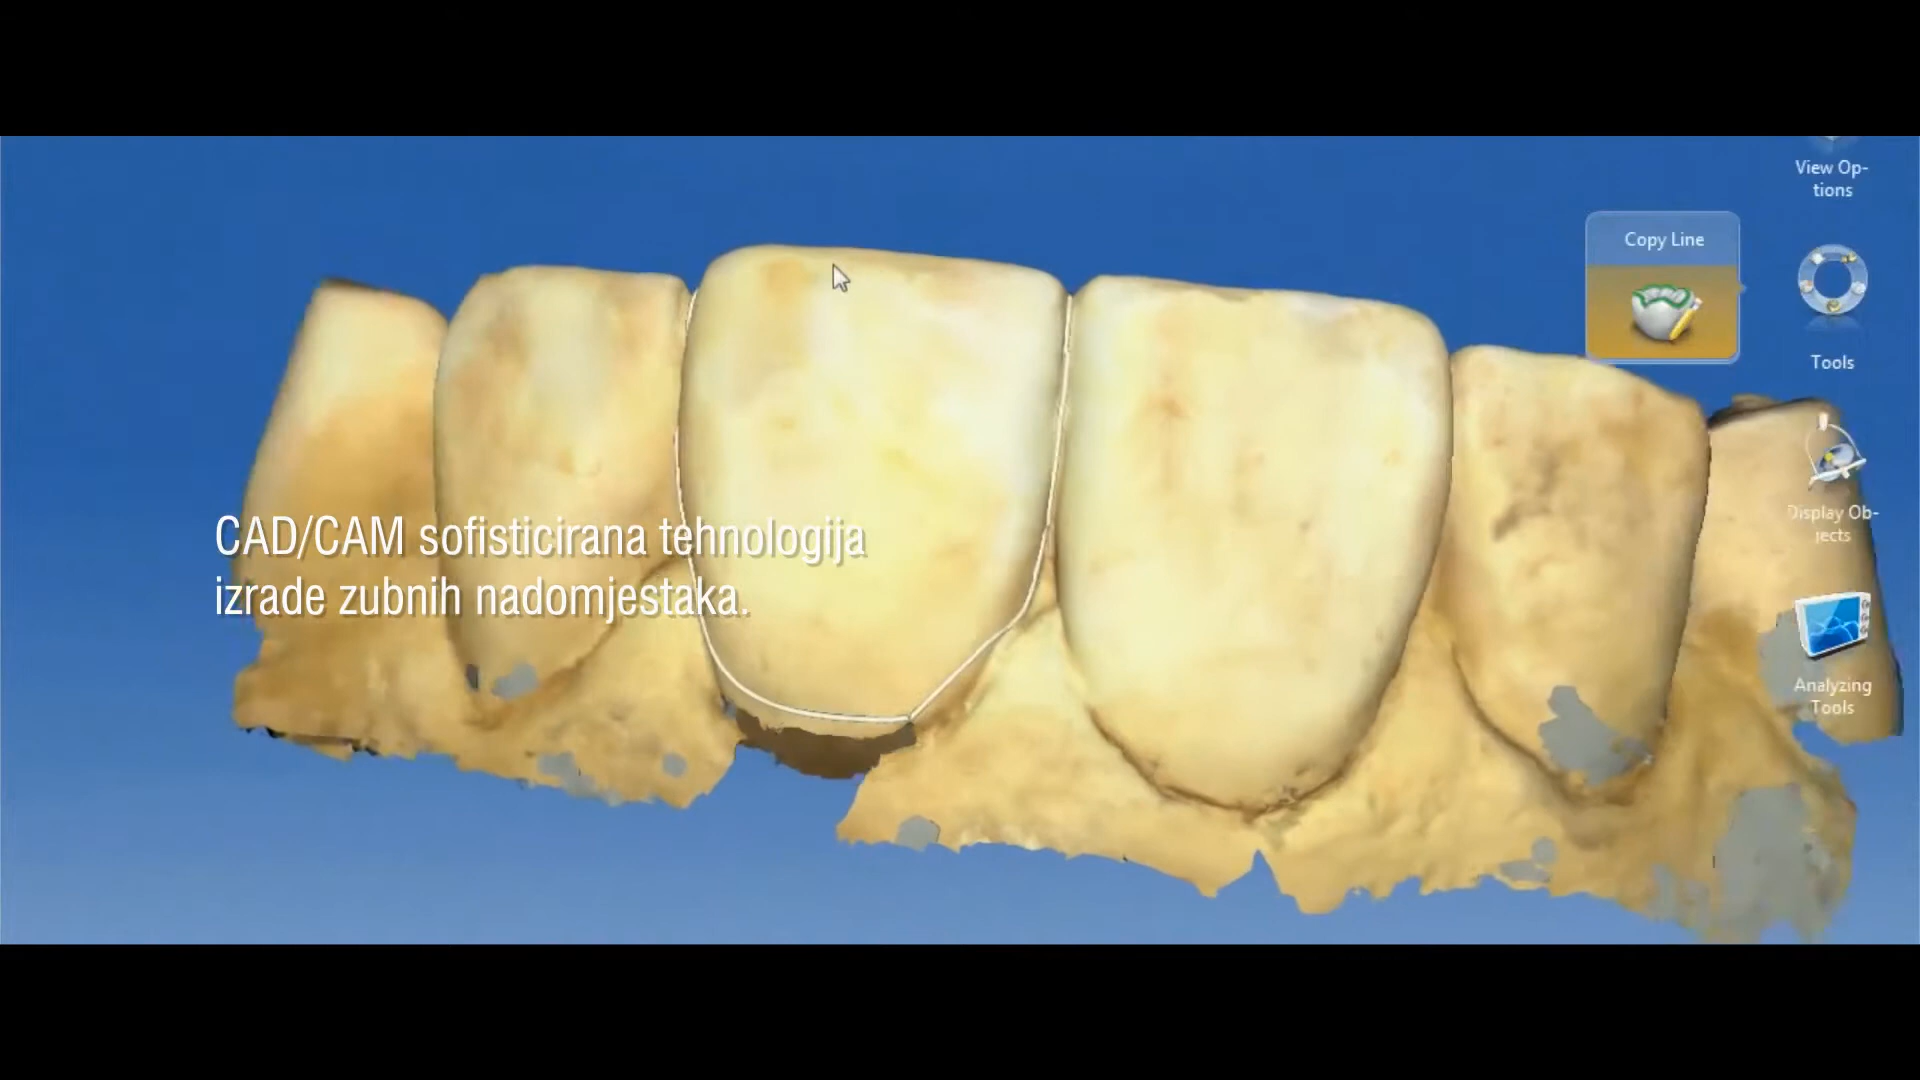 View Op-
tions
Copy Line
Tools
Display Ob-
jects
CAD/CAM sofisticirana tehnologija
izrade zubnih nadomjestaka.
Analyzing
Tools